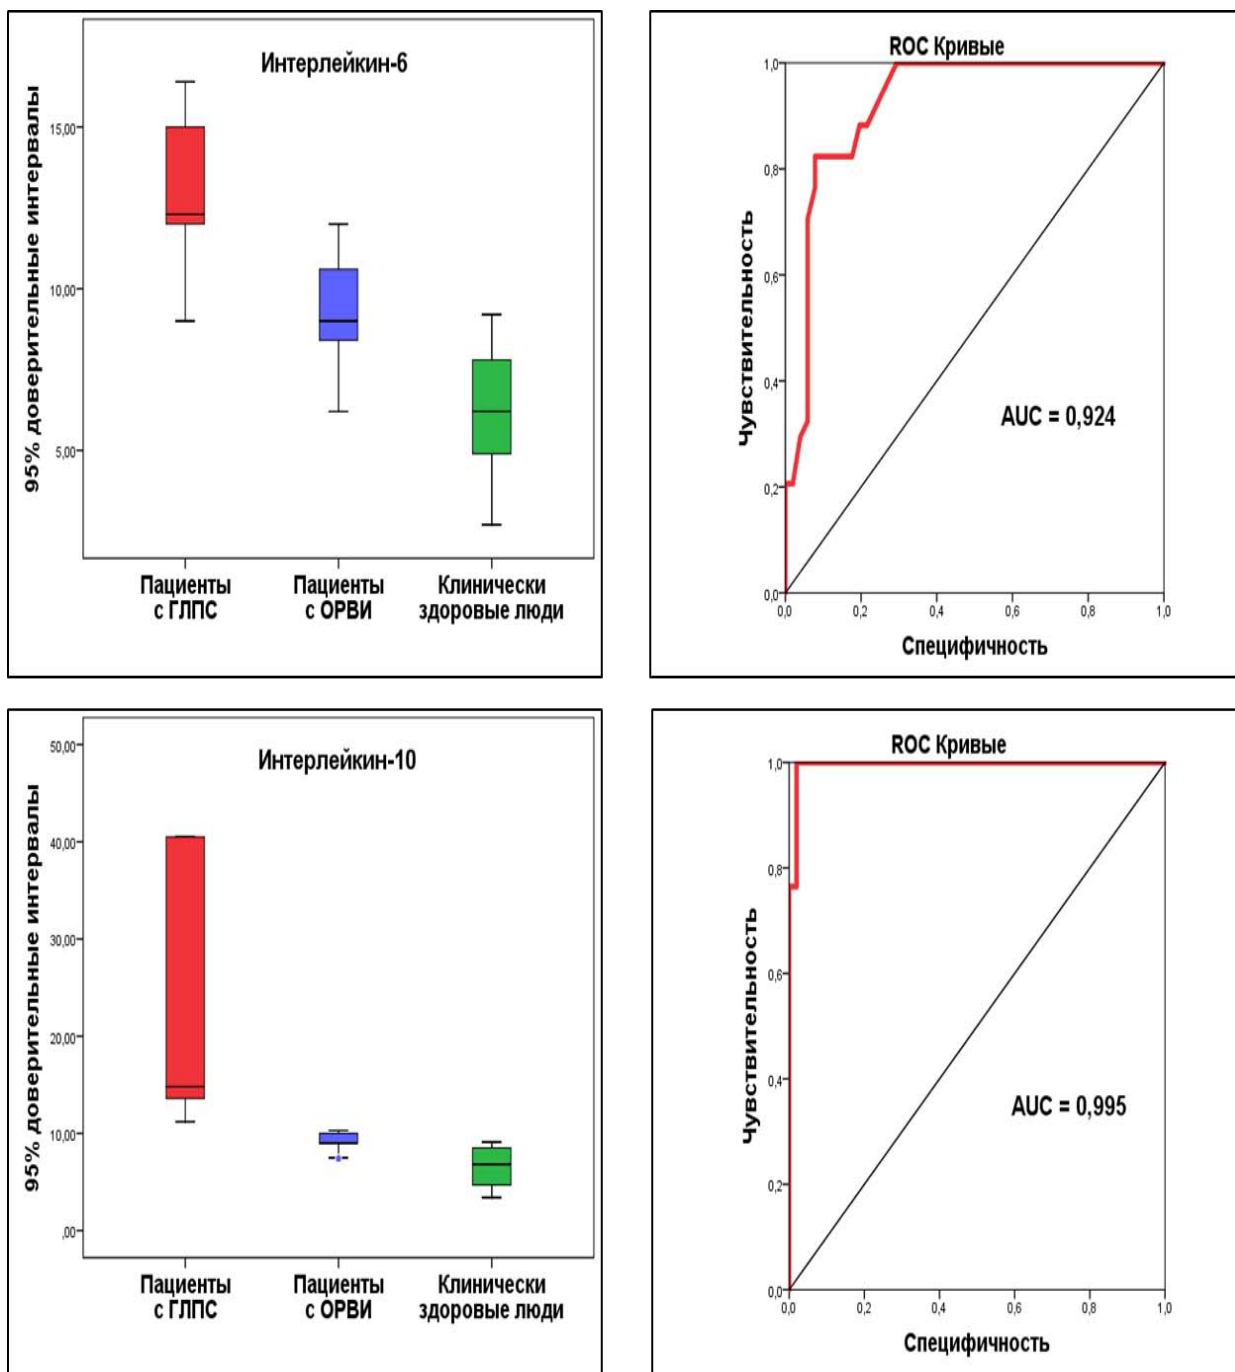 Интерлейкин-6
95% доверительные интервалы
15,00
10,00
5,00
Пациенты
с ГЛПС
Пациенты
с ОРВИ
Клинически
здоровые люди
ROC Кривые
Чувствительность
1,0
0,8
0,6
0,4
0,2
0,0
AUC = 0,924
0,0 0,2 0,4 0,6 0,8 1,0
Специфичность
Интерлейкин-10
95% доверительные интервалы
50,00
40,00
30,00
20,00
10,00
,00
Пациенты
с ГЛПС
Пациенты
с ОРВИ
Клинически
здоровые люди
ROC Кривые
Чувствительность
1,0
0,8
0,6
0,4
0,2
0,0
AUC = 0,995
0,0 0,2 0,4 0,6 0,8 1,0
Специфичность